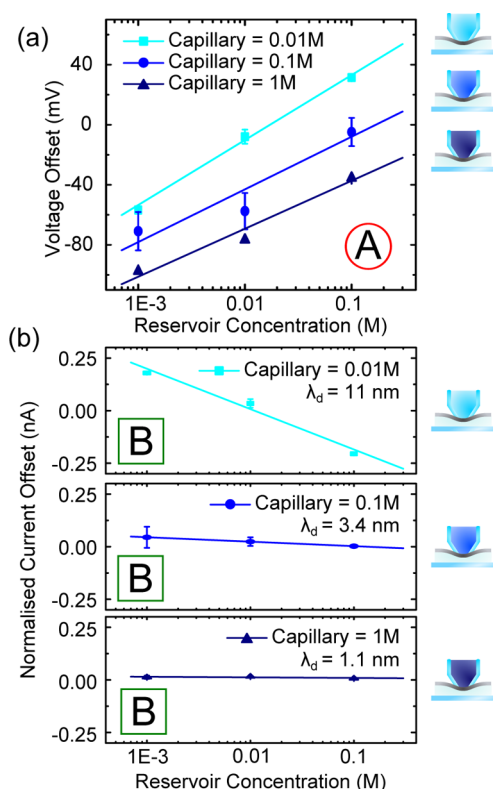 (a)
Capillary = 0.01M
Capillary = 0.1M
Capillary = 1M
Voltage Offset (mV)
40
0
-40
-80
A
1E-3 0.01 0.1
Reservoir Concentration (M)
(b)
Normalised Current Offset (nA)
0.25
0.00
-0.25
Capillary = 0.01M
λd = 11 nm
B
0.25
0.00
-0.25
Capillary = 0.1M
λd = 3.4 nm
B
0.25
0.00
-0.25
Capillary = 1M
λd = 1.1 nm
B
1E-3 0.01 0.1
Reservoir Concentration (M)